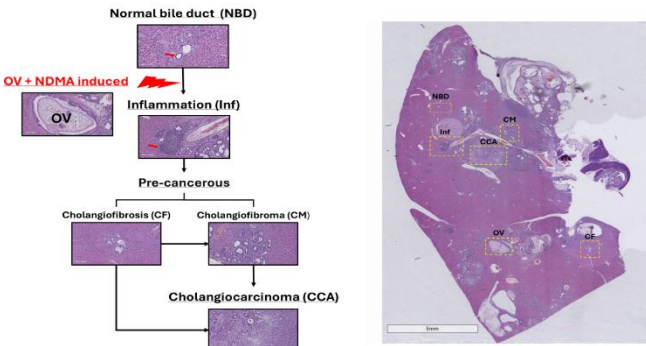 Normal bile duct (NBD)
OV + NDMA induced
OV
Inflammation (Inf)
Pre-cancerous
Cholangiofibrosis (CF)
Cholangiofibroma (CM)
Cholangiocarcinoma (CCA)
NBD
CM
Inf
CCA
OV
CF
5mm